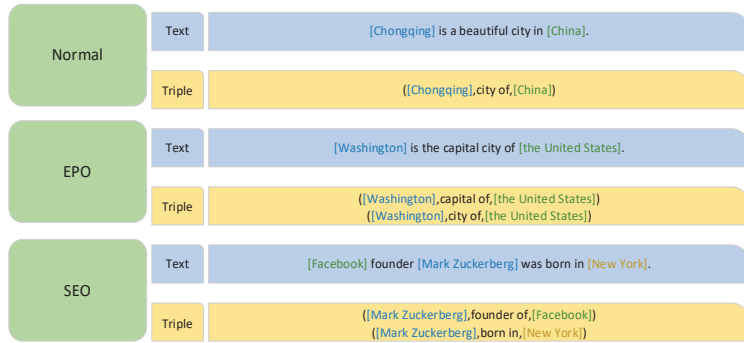 Normal
Text
[Chongqing] is a beautiful city in [China].
Triple
([Chongqing],city of,[China])
EPO
Text
[Washington] is the capital city of [the United States].
Triple
([Washington],capital of,[the United States])
([Washington],city of,[the United States])
SEO
Text
[Facebook] founder [Mark Zuckerberg] was born in [New York].
Triple
([Mark Zuckerberg],founder of,[Facebook])
([Mark Zuckerberg],born in,[New York])